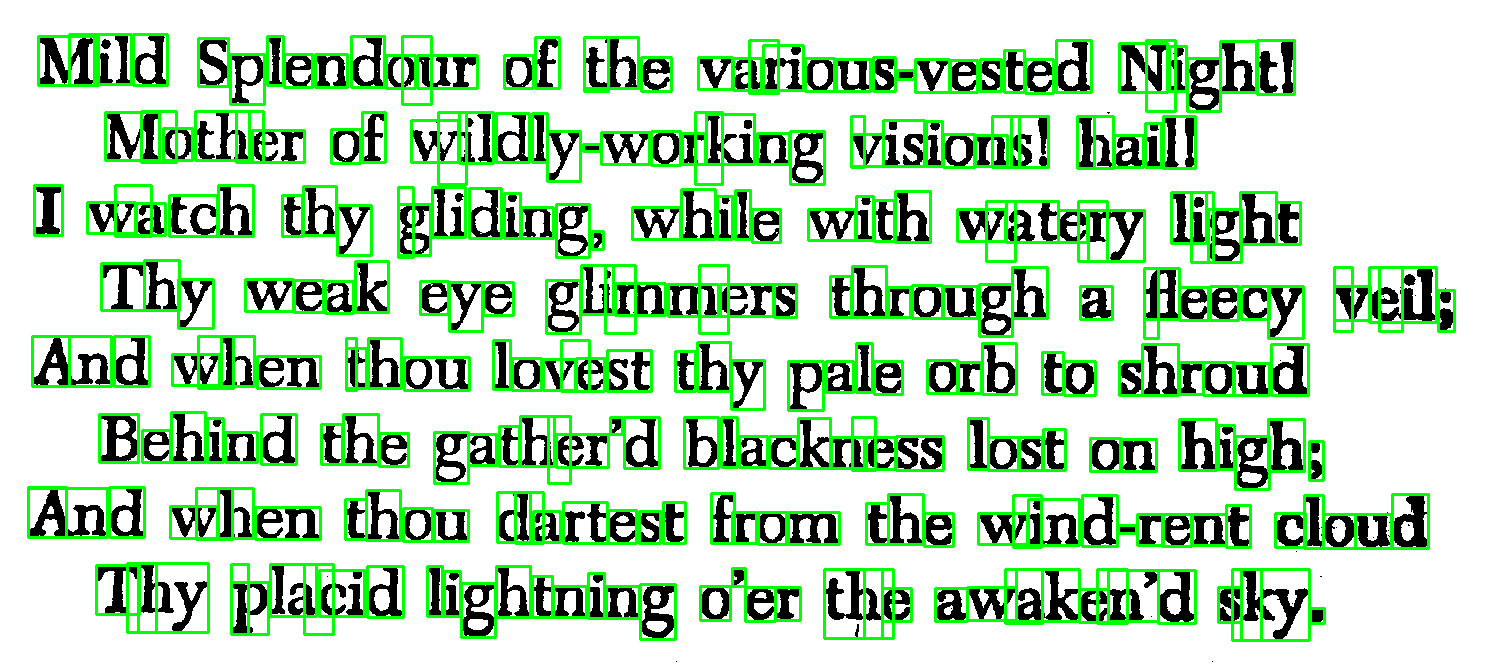 Mild Splendour of the various-vested Night!
Mother of wildly-working visions! hail!
I watch thy gliding, while with watery light
Thy weak eye glimmers through a fleecy veil;
And when thou lovest thy pale orb to shroud
Behind the gather'd blackness lost on high;
And when thou dartest from the wind-rent cloud
Thy placid lightning o'er the awaken'd sky.